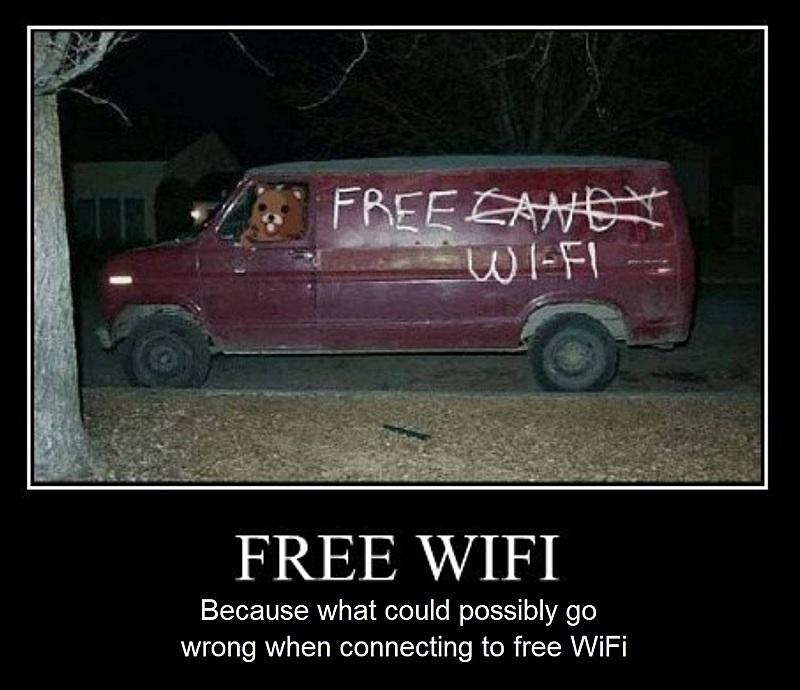 FREE CANDY
WI-FI
FREE WIFI
Because what could possibly go
wrong when connecting to free WiFi